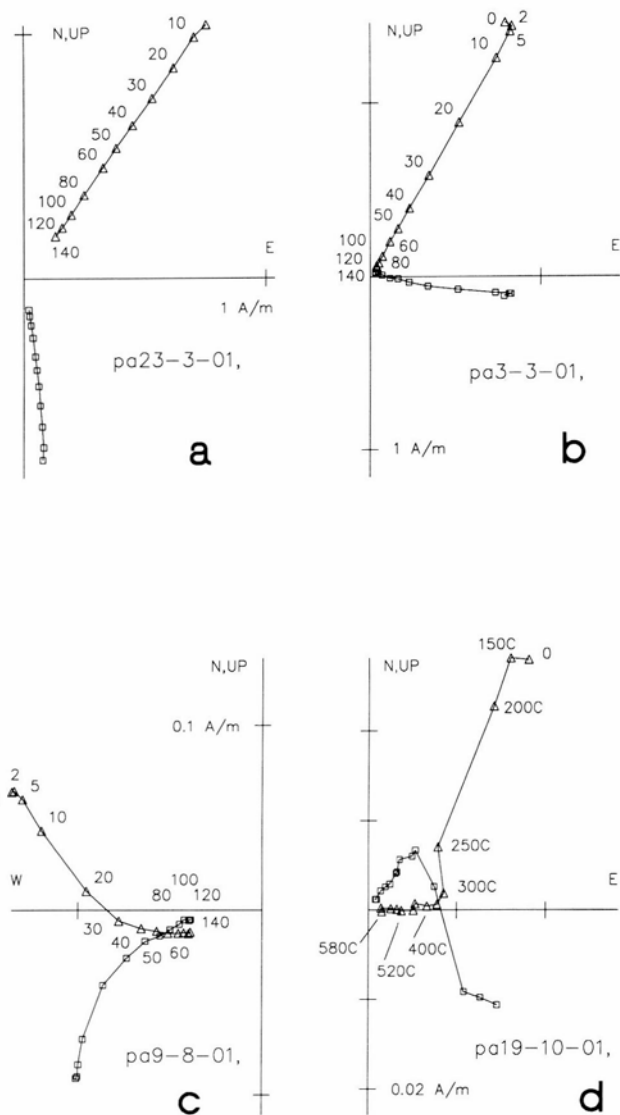 N,UP
10
20
30
40
50
60
80
100
120
140
E
1 A/m
pa23-3-01,
a
N,UP
0
2
5
10
20
30
40
50
60
100
120
80
140
E
pa3-3-01,
1 A/m
b
N,UP
0.1 A/m
2
5
10
W
20
100
80
120
30
140
40
50
60
pa9-8-01,
c
N,UP
150C
0
200C
250C
300C
E
580C
400C
520C
pa19-10-01,
0.02 A/m
d